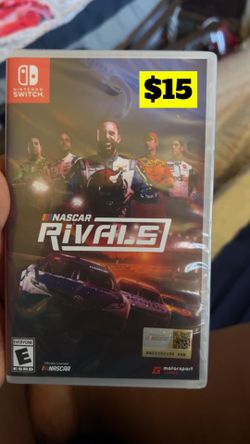 NINTENDO
SWITCH
$15
NASCAR
RIVALS
EVERYONE
E
ESRB
NASCAR
motorsport